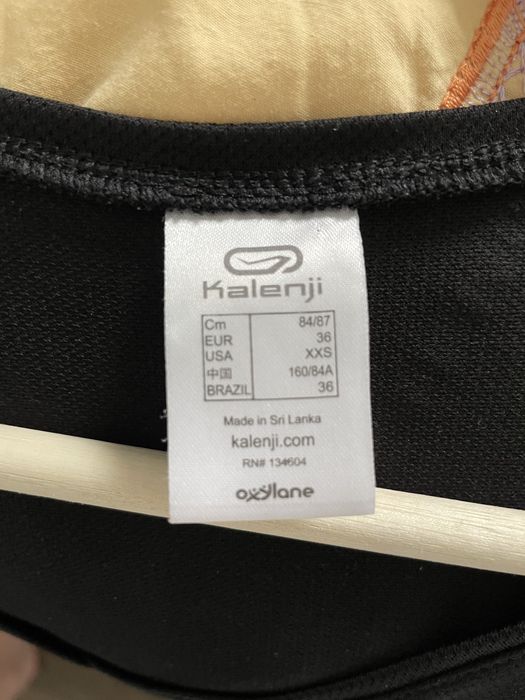 Kalenji
Cm 84/87
EUR 36
USA XXS
中国 160/84A
BRAZIL 36
Made in Sri Lanka
kalenji.com
RN# 134604
oxylane